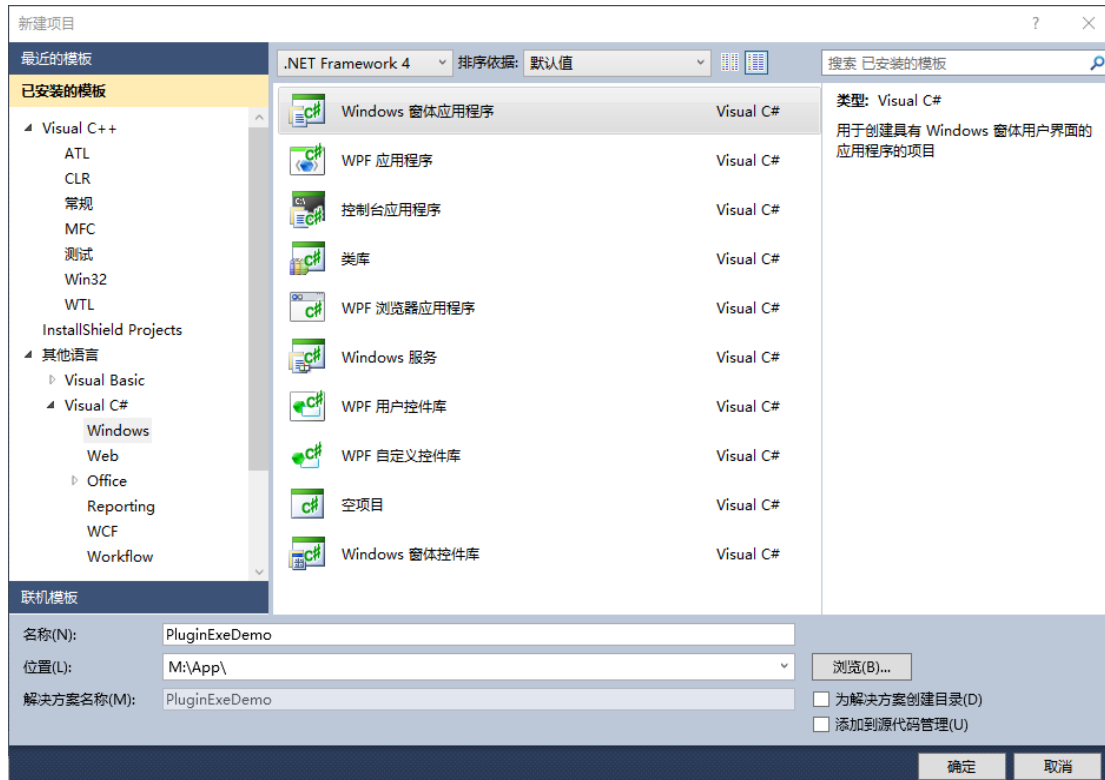 新建项目
最近的模板
已安装的模板
Visual C++
ATL
CLR
常规
MFC
测试
Win32
WTL
InstallShield Projects
其他语言
Visual Basic
Visual C#
Windows
Web
Office
Reporting
WCF
Workflow
联机模板
.NET Framework 4 排序依据: 默认值
Windows 窗体应用程序 Visual C#
WPF 应用程序 Visual C#
控制台应用程序 Visual C#
类库 Visual C#
WPF 浏览器应用程序 Visual C#
Windows 服务 Visual C#
WPF 用户控件库 Visual C#
WPF 自定义控件库 Visual C#
空项目 Visual C#
Windows 窗体控件库 Visual C#
搜索 已安装的模板
类型: Visual C#
用于创建具有 Windows 窗体用户界面的
应用程序的项目
名称(N): PluginExeDemo
位置(L): M:\App\ 浏览(B)...
解决方案名称(M): PluginExeDemo 为解决方案创建目录(D)
添加到源代码管理(U)
确定 取消